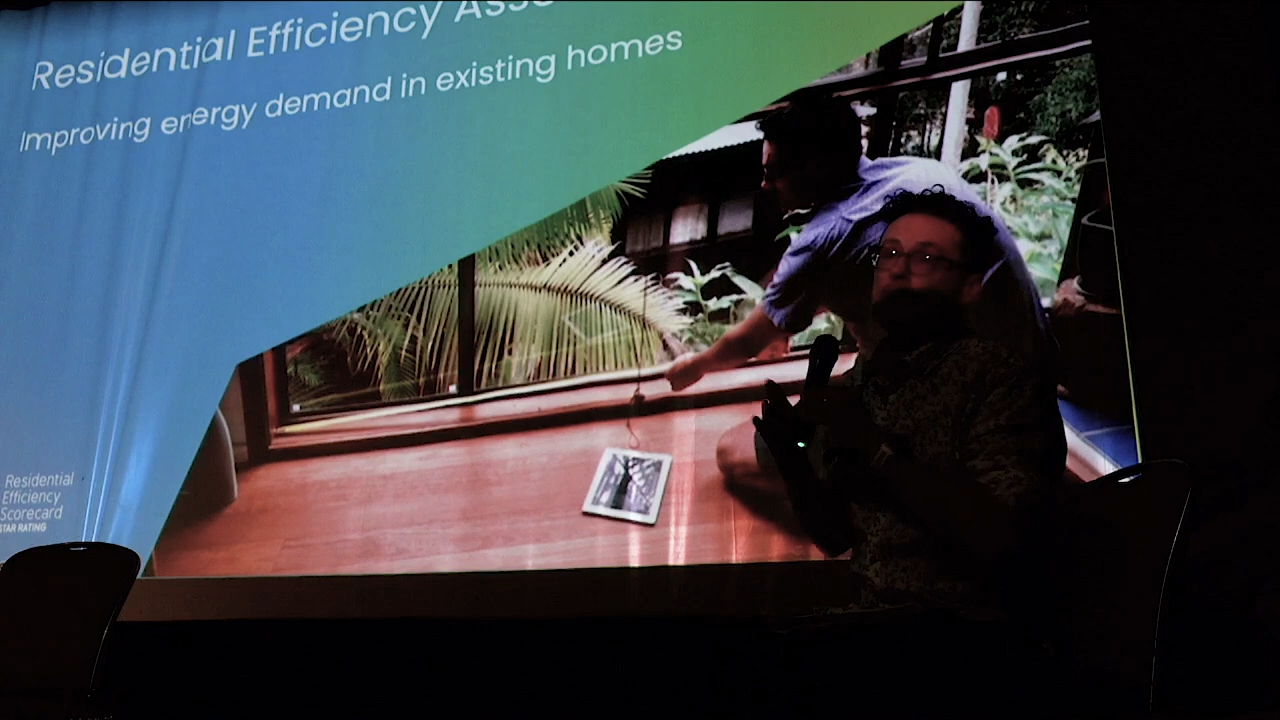 Residential Efficiency
Improving energy demand in existing homes
Residential
Efficiency
Scorecard
STAR RATING